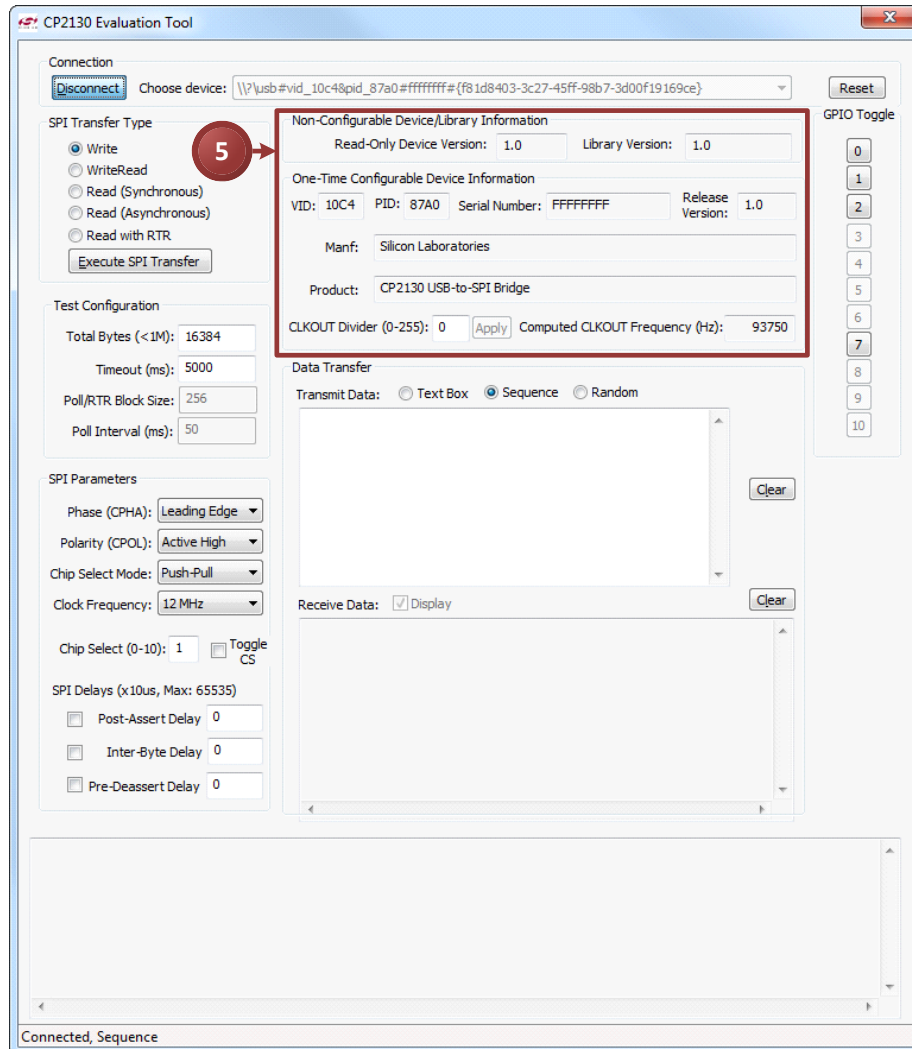 CP2130 Evaluation Tool
Connection
Disconnect Choose device: \\?\usb#vid_10c4&pid_87a0#ffffffff#{f81d8403-3c27-45ff-98b7-3d00f19169ce} Reset
SPI Transfer Type
Write
WriteRead
Read (Synchronous)
Read (Asynchronous)
Read with RTR
Execute SPI Transfer
5
Non-Configurable Device/Library Information
Read-Only Device Version: 1.0 Library Version: 1.0
One-Time Configurable Device Information
VID: 10C4 PID: 87A0 Serial Number: FFFFFFFF Release Version: 1.0
Manf: Silicon Laboratories
Product: CP2130 USB-to-SPI Bridge
CLKOUT Divider (0-255): 0 Apply Computed CLKOUT Frequency (Hz): 93750
GPIO Toggle
0
1
2
3
4
5
6
7
8
9
10
Test Configuration
Total Bytes (<1M): 16384
Timeout (ms): 5000
Poll/RTR Block Size: 256
Poll Interval (ms): 50
Data Transfer
Transmit Data: Text Box Sequence Random
Clear
Receive Data: Display Clear
SPI Parameters
Phase (CPHA): Leading Edge
Polarity (CPOL): Active High
Chip Select Mode: Push-Pull
Clock Frequency: 12 MHz
Chip Select (0-10): 1 Toggle CS
SPI Delays (x10us, Max: 65535)
Post-Assert Delay 0
Inter-Byte Delay 0
Pre-Deassert Delay 0
Connected, Sequence